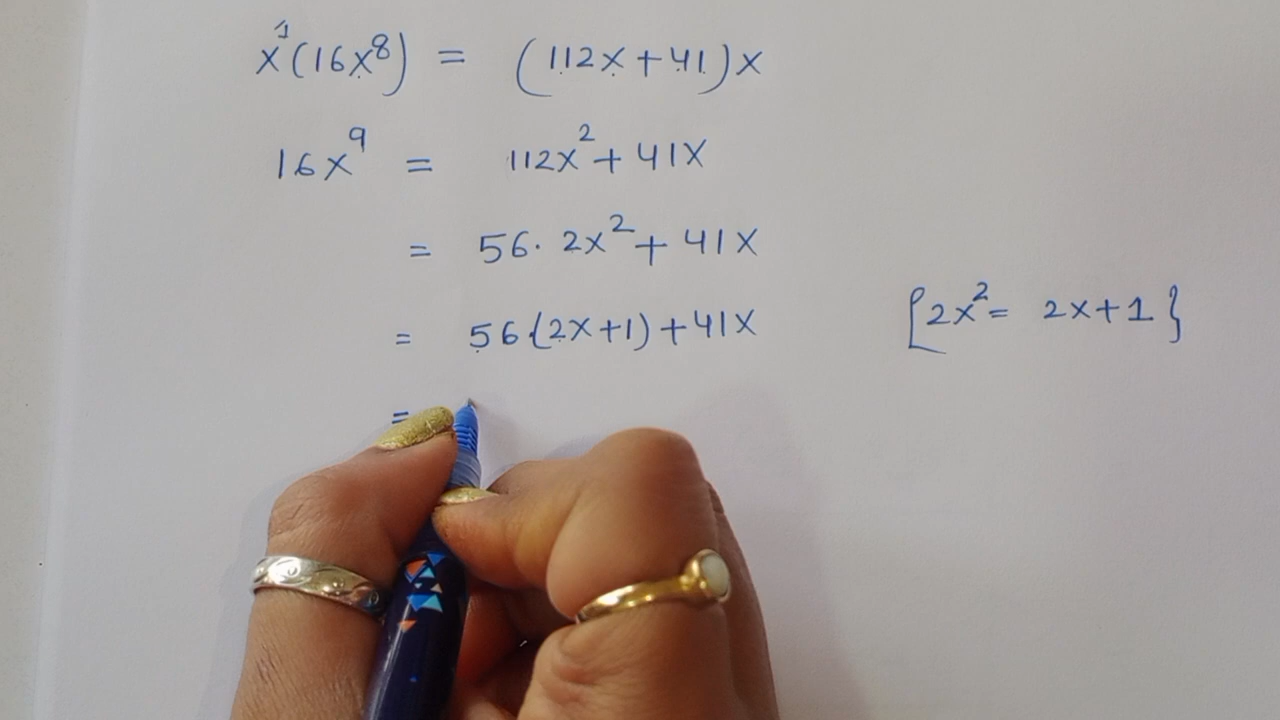 x¹(16x⁸) = (112x+41)x
16x⁹ = 112x²+41x
= 56·2x²+41x
= 56(2x+1)+41x
[2x²= 2x+1}
=